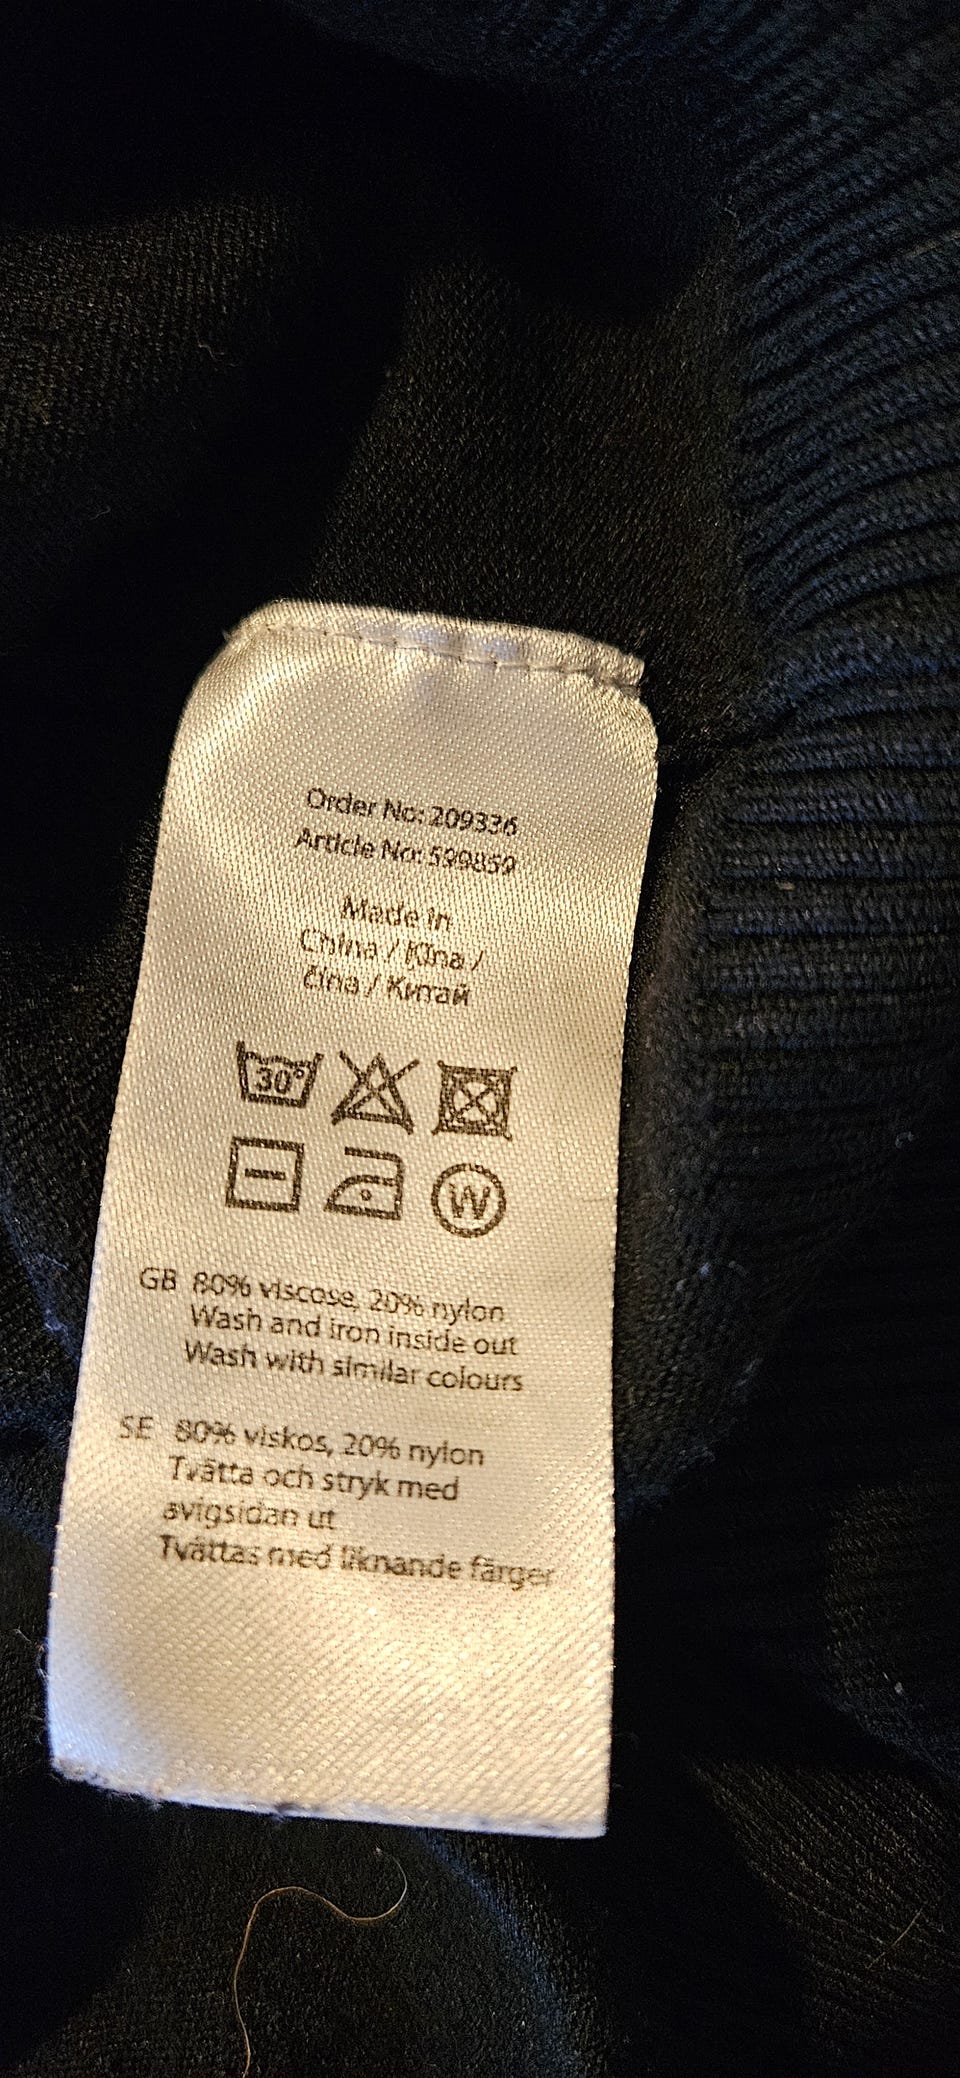 Order No: 209336
Article No: 599859
Made in
China / Kina /
Čína / Китай
30°
W
GB 80% viscose, 20% nylon
Wash and iron inside out
Wash with similar colours
SE 80% viskos, 20% nylon
Tvätta och stryk med
avigsidan ut
Tvättas med liknande färger